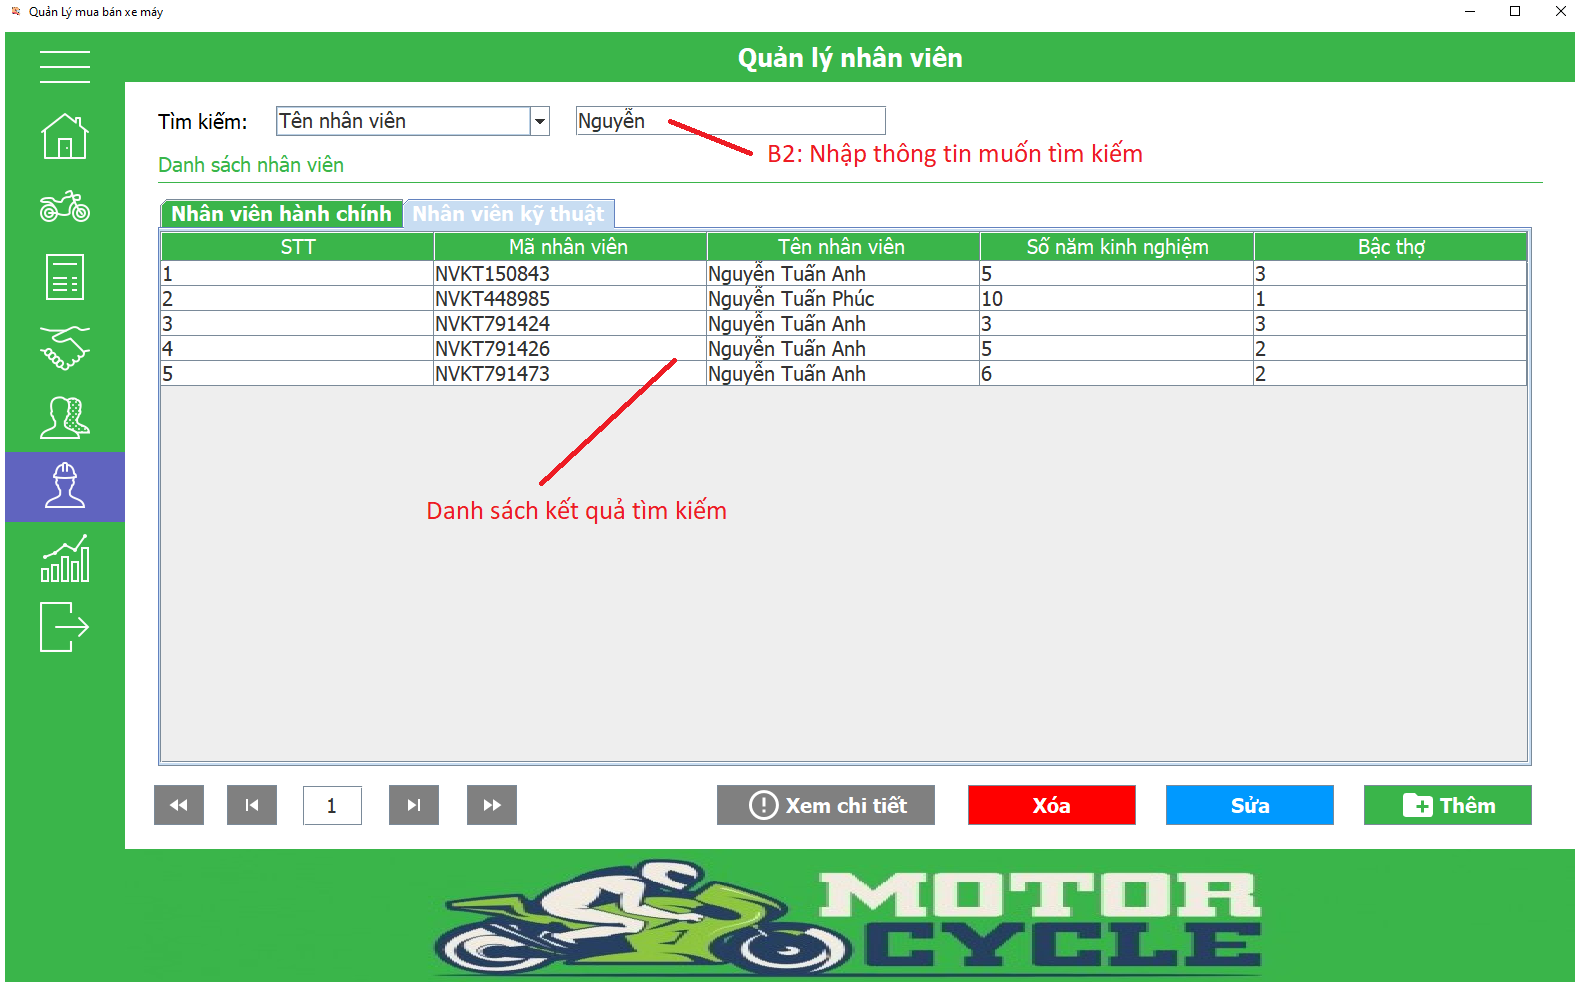 Quản Lý mua bán xe máy
Quản lý nhân viên
Tìm kiếm: Tên nhân viên Nguyễn
B2: Nhập thông tin muốn tìm kiếm
Danh sách nhân viên
Nhân viên hành chính Nhân viên kỹ thuật
STT Mã nhân viên Tên nhân viên Số năm kinh nghiệm Bậc thợ
1 NVKT150843 Nguyễn Tuấn Anh 5 3
2 NVKT448985 Nguyễn Tuấn Phúc 10 1
3 NVKT791424 Nguyễn Tuấn Anh 3 3
4 NVKT791426 Nguyễn Tuấn Anh 5 2
5 NVKT791473 Nguyễn Tuấn Anh 6 2
Danh sách kết quả tìm kiếm
1 Xem chi tiết Xóa Sửa Thêm
MOTOR
CYCLE